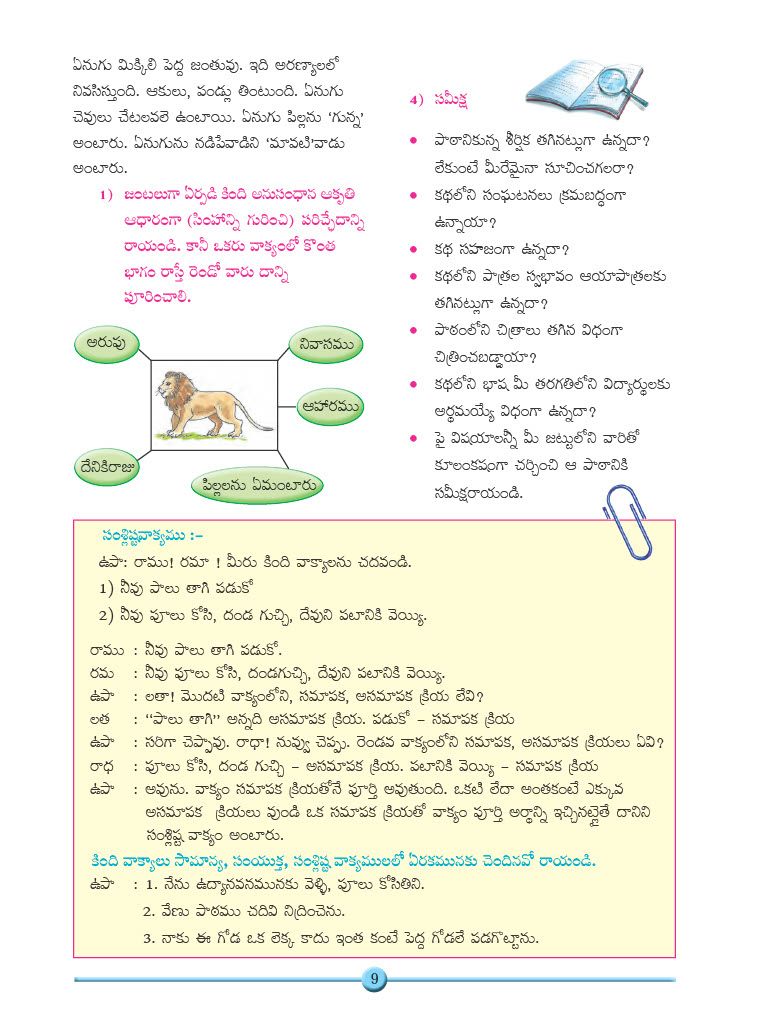 ఏనుగు మిక్కిలి పెద్ద జంతువు. ఇది అరణ్యాలలో
నివసిస్తుంది. ఆకులు, పండ్లు తింటుంది. ఏనుగు
చెవులు చేటలవలె ఉంటాయి. ఏనుగు పిల్లను ‘గున్న’
అంటారు. ఏనుగును నడిపేవాడిని ‘మావటి’వాడు
అంటారు.
1) జంటలుగా ఏర్పడి కింది అనుసంధాన ఆకృతి
ఆధారంగా (సింహాన్ని గురించి) పరిచ్ఛేదాన్ని
రాయండి. కానీ ఒకరు వాక్యంలో కొంత
భాగం రాస్తే రెండో వారు దాన్ని
పూరించాలి.
అరుపు
నివాసము
ఆహారము
దేనికిరాజు
పిల్లలను ఏమంటారు
4) సమీక్ష
• పాఠానికున్న శీర్షిక తగినట్లుగా ఉన్నదా?
లేకుంటే మీరేమైనా సూచించగలరా?
• కథలోని సంఘటనలు క్రమబద్ధంగా
ఉన్నాయా?
• కథ సహజంగా ఉన్నదా?
• కథలోని పాత్రల స్వభావం ఆయాపాత్రలకు
తగినట్లుగా ఉన్నదా?
• పాఠంలోని చిత్రాలు తగిన విధంగా
చిత్రించబడ్డాయా?
• కథలోని భాష మీ తరగతిలోని విద్యార్థులకు
అర్థమయ్యే విధంగా ఉన్నదా?
• పై విషయాలన్నీ మీ జట్టులోని వారితో
కూలంకషంగా చర్చించి ఆ పాఠానికి
సమీక్షరాయండి.
సంశ్లిష్టవాక్యము :–
ఉపా: రాము! రమా ! మీరు కింది వాక్యాలను చదవండి.
1) నీవు పాలు తాగి పడుకో
2) నీవు పూలు కోసి, దండ గుచ్చి, దేవుని పటానికి వెయ్యి.
రాము : నీవు పాలు తాగి పడుకో.
రమ : నీవు పూలు కోసి, దండగుచ్చి, దేవుని పటానికి వెయ్యి.
ఉపా : లతా! మొదటి వాక్యంలోని, సమాపక, అసమాపక క్రియ లేవి?
లత : “పాలు తాగి” అన్నది అసమాపక క్రియ. పడుకో – సమాపక క్రియ
ఉపా : సరిగా చెప్పావు. రాధా! నువ్వు చెప్పు. రెండవ వాక్యంలోని సమాపక, అసమాపక క్రియలు ఏవి?
రాధ : పూలు కోసి, దండ గుచ్చి – అసమాపక క్రియ. పటానికి వెయ్యి – సమాపక క్రియ
ఉపా : అవును. వాక్యం సమాపక క్రియతోనే పూర్తి అవుతుంది. ఒకటి లేదా అంతకంటే ఎక్కువ
అసమాపక క్రియలు వుండి ఒక సమాపక క్రియతో వాక్యం పూర్తి అర్థాన్ని ఇచ్చినట్లైతే దానిని
సంశ్లిష్ట వాక్యం అంటారు.
కింది వాక్యాలు సామాన్య, సంయుక్త, సంశ్లిష్ట వాక్యములలో ఏరకమునకు చెందినవో రాయండి.
ఉపా : 1. నేను ఉద్యానవనమునకు వెళ్ళి, పూలు కోసితిని.
2. వేణు పాఠము చదివి నిద్రించెను.
3. నాకు ఈ గోడ ఒక లెక్క కాదు ఇంత కంటే పెద్ద గోడలే పడగొట్టాను.
9